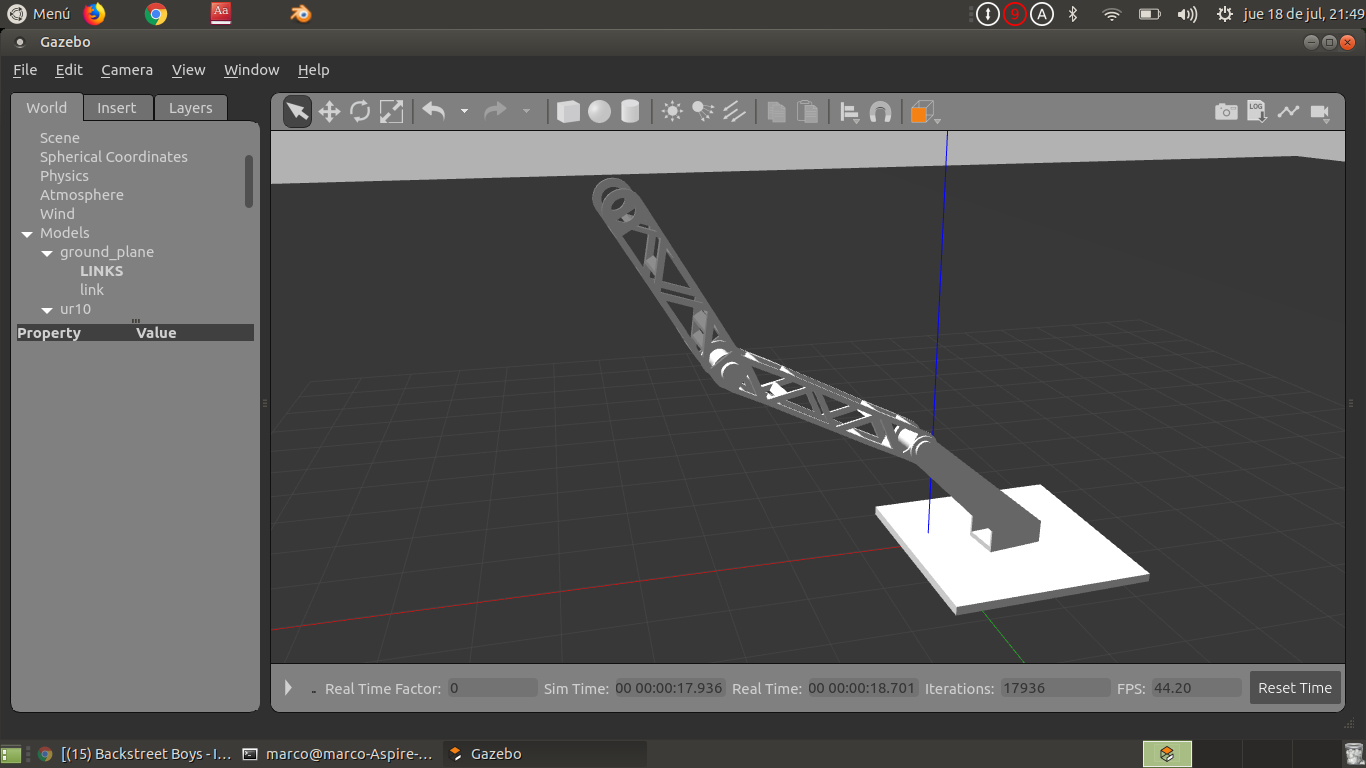 Menú
Aa
9
A
jue 18 de jul, 21:49
Gazebo
File Edit Camera View Window Help
World Insert Layers
LOG
Scene
Spherical Coordinates
Physics
Atmosphere
Wind
Models
ground_plane
LINKS
link
ur10
Property Value
Real Time Factor: 0 Sim Time: 00 00:00:17.936 Real Time: 00 00:00:18.701 Iterations: 17936 FPS: 44.20 Reset Time
[(15) Backstreet Boys - I... marco@marco-Aspire-... Gazebo